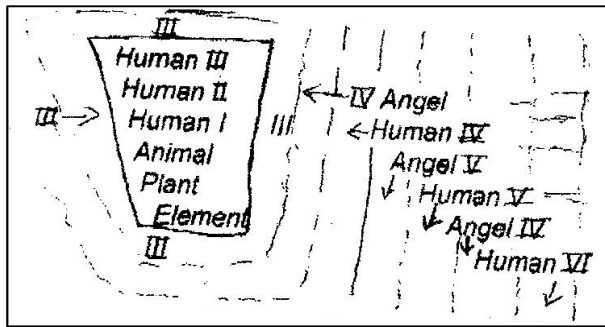 III
Human III
Human II
Human I
III
III
Animal
Plant
Element
III
IV Angel
Human IV
Angel V
Human V
Angel IV
Human VI